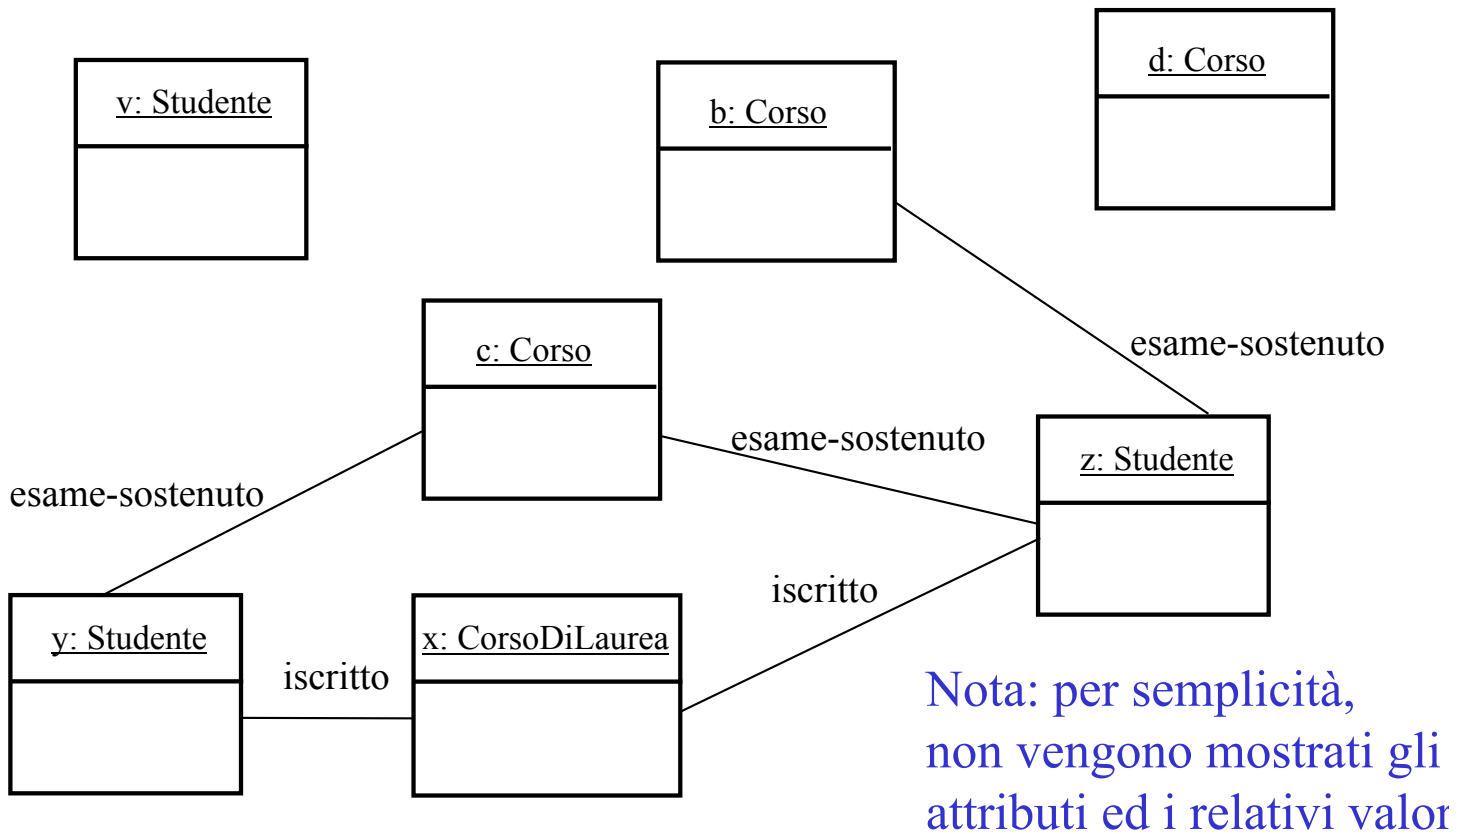 d: Corso
v: Studente
b: Corso
esame-sostenuto
c: Corso
esame-sostenuto
z: Studente
esame-sostenuto
iscritto
y: Studente
x: CorsoDiLaurea
iscritto
Nota: per semplicità,
non vengono mostrati gli
attributi ed i relativi valor